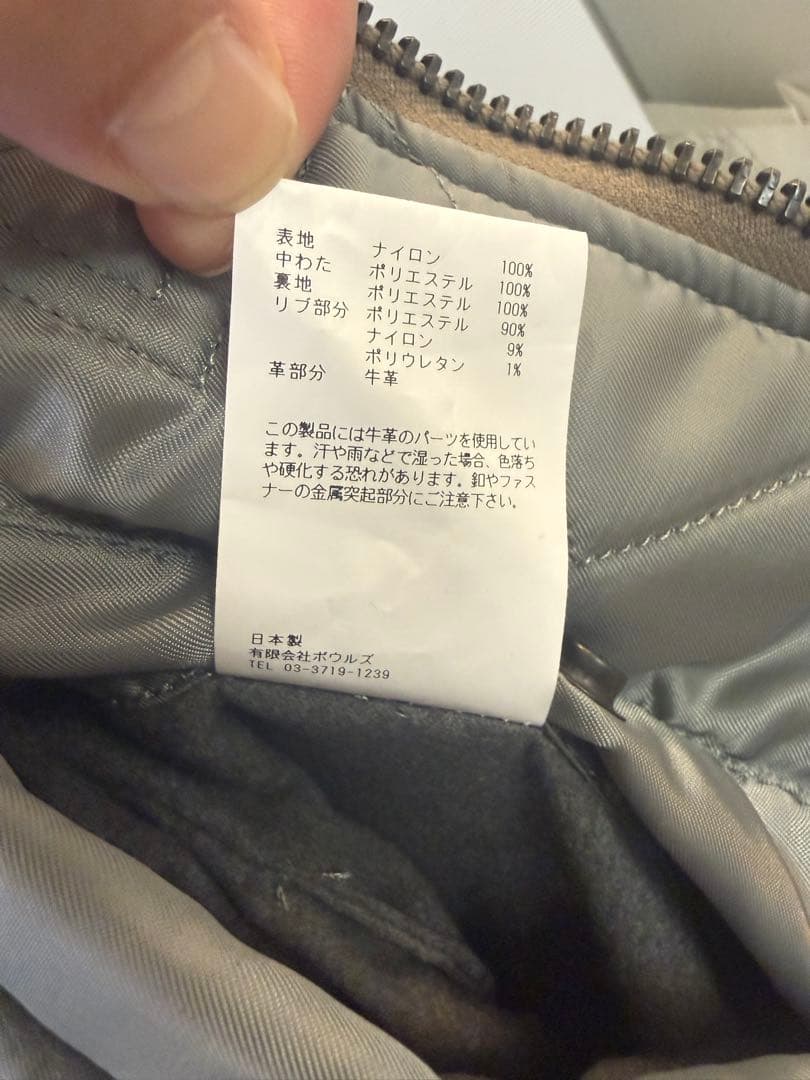 表地 ナイロン 100%
中わた ポリエステル 100%
裏地 ポリエステル 100%
リブ部分 ポリエステル 90%
ナイロン 9%
ポリウレタン 1%
革部分 牛革
この製品には牛革のパーツを使用してい
ます。汗や雨などで湿った場合、色落ち
や硬化する恐れがあります。釦やファス
ナーの金属突起部分にご注意下さい。
日本製
有限会社ボウルズ
TEL 03-3719-1239